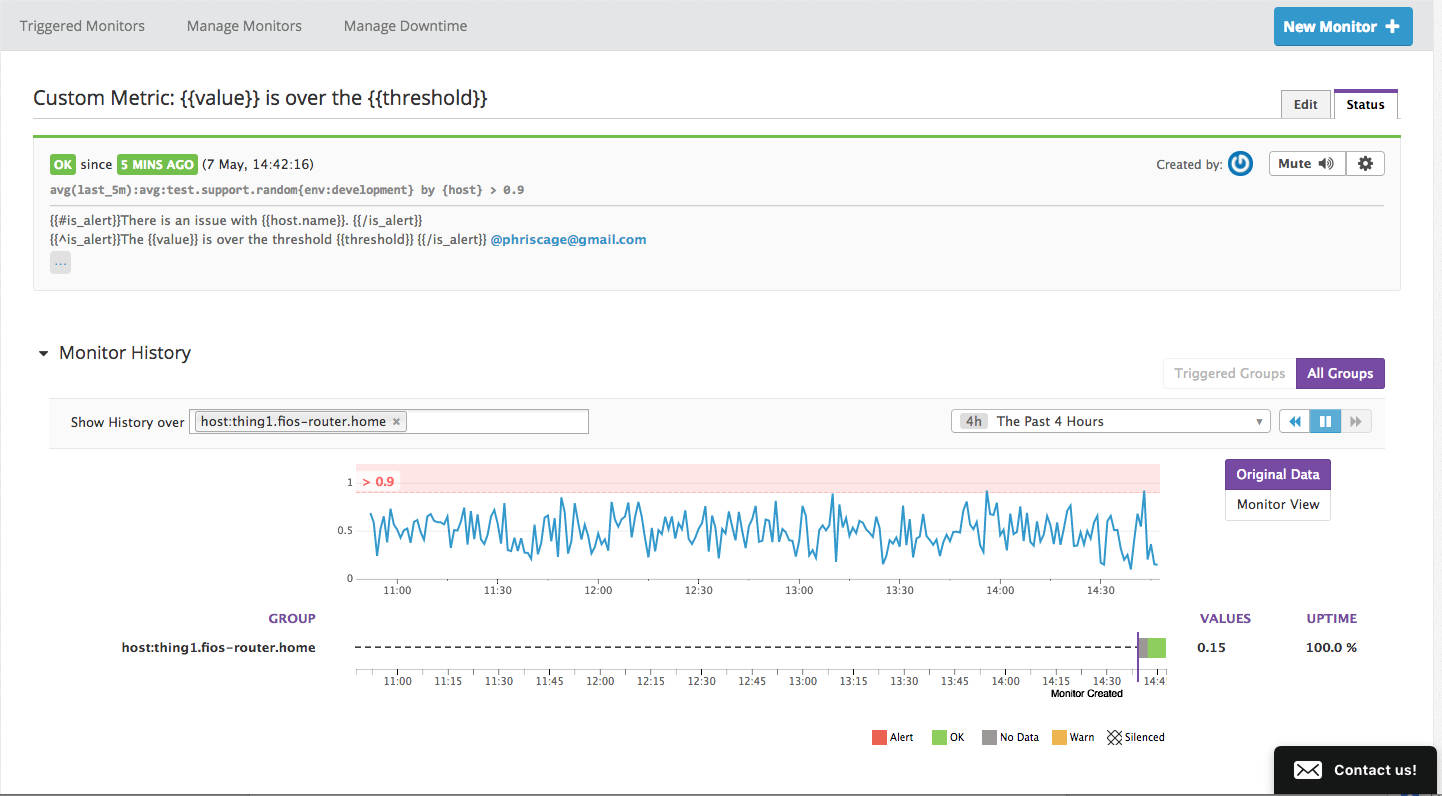 Triggered Monitors Manage Monitors Manage Downtime New Monitor +
Custom Metric: {{value}} is over the {{threshold}}
Edit Status
OK since 5 MINS AGO (7 May, 14:42:16) Created by: Mute
avg(last_5m):avg:test.support.random{env:development} by {host} > 0.9
{{#is_alert}}There is an issue with {{host.name}}. {{/is_alert}}
{{^is_alert}}The {{value}} is over the threshold {{threshold}} {{/is_alert}} @phriscage@gmail.com
...
Monitor History
Triggered Groups All Groups
Show History over host:thing1.fios-router.home × 4h The Past 4 Hours
Original Data
Monitor View
> 0.9
1
0.5
0
11:00 11:30 12:00 12:30 13:00 13:30 14:00 14:30
GROUP VALUES UPTIME
host:thing1.fios-router.home 0.15 100.0 %
11:00 11:15 11:30 11:45 12:00 12:15 12:30 12:45 13:00 13:15 13:30 13:45 14:00 14:15 14:30 14:4
Monitor Created
Alert OK No Data Warn Silenced
Contact us!